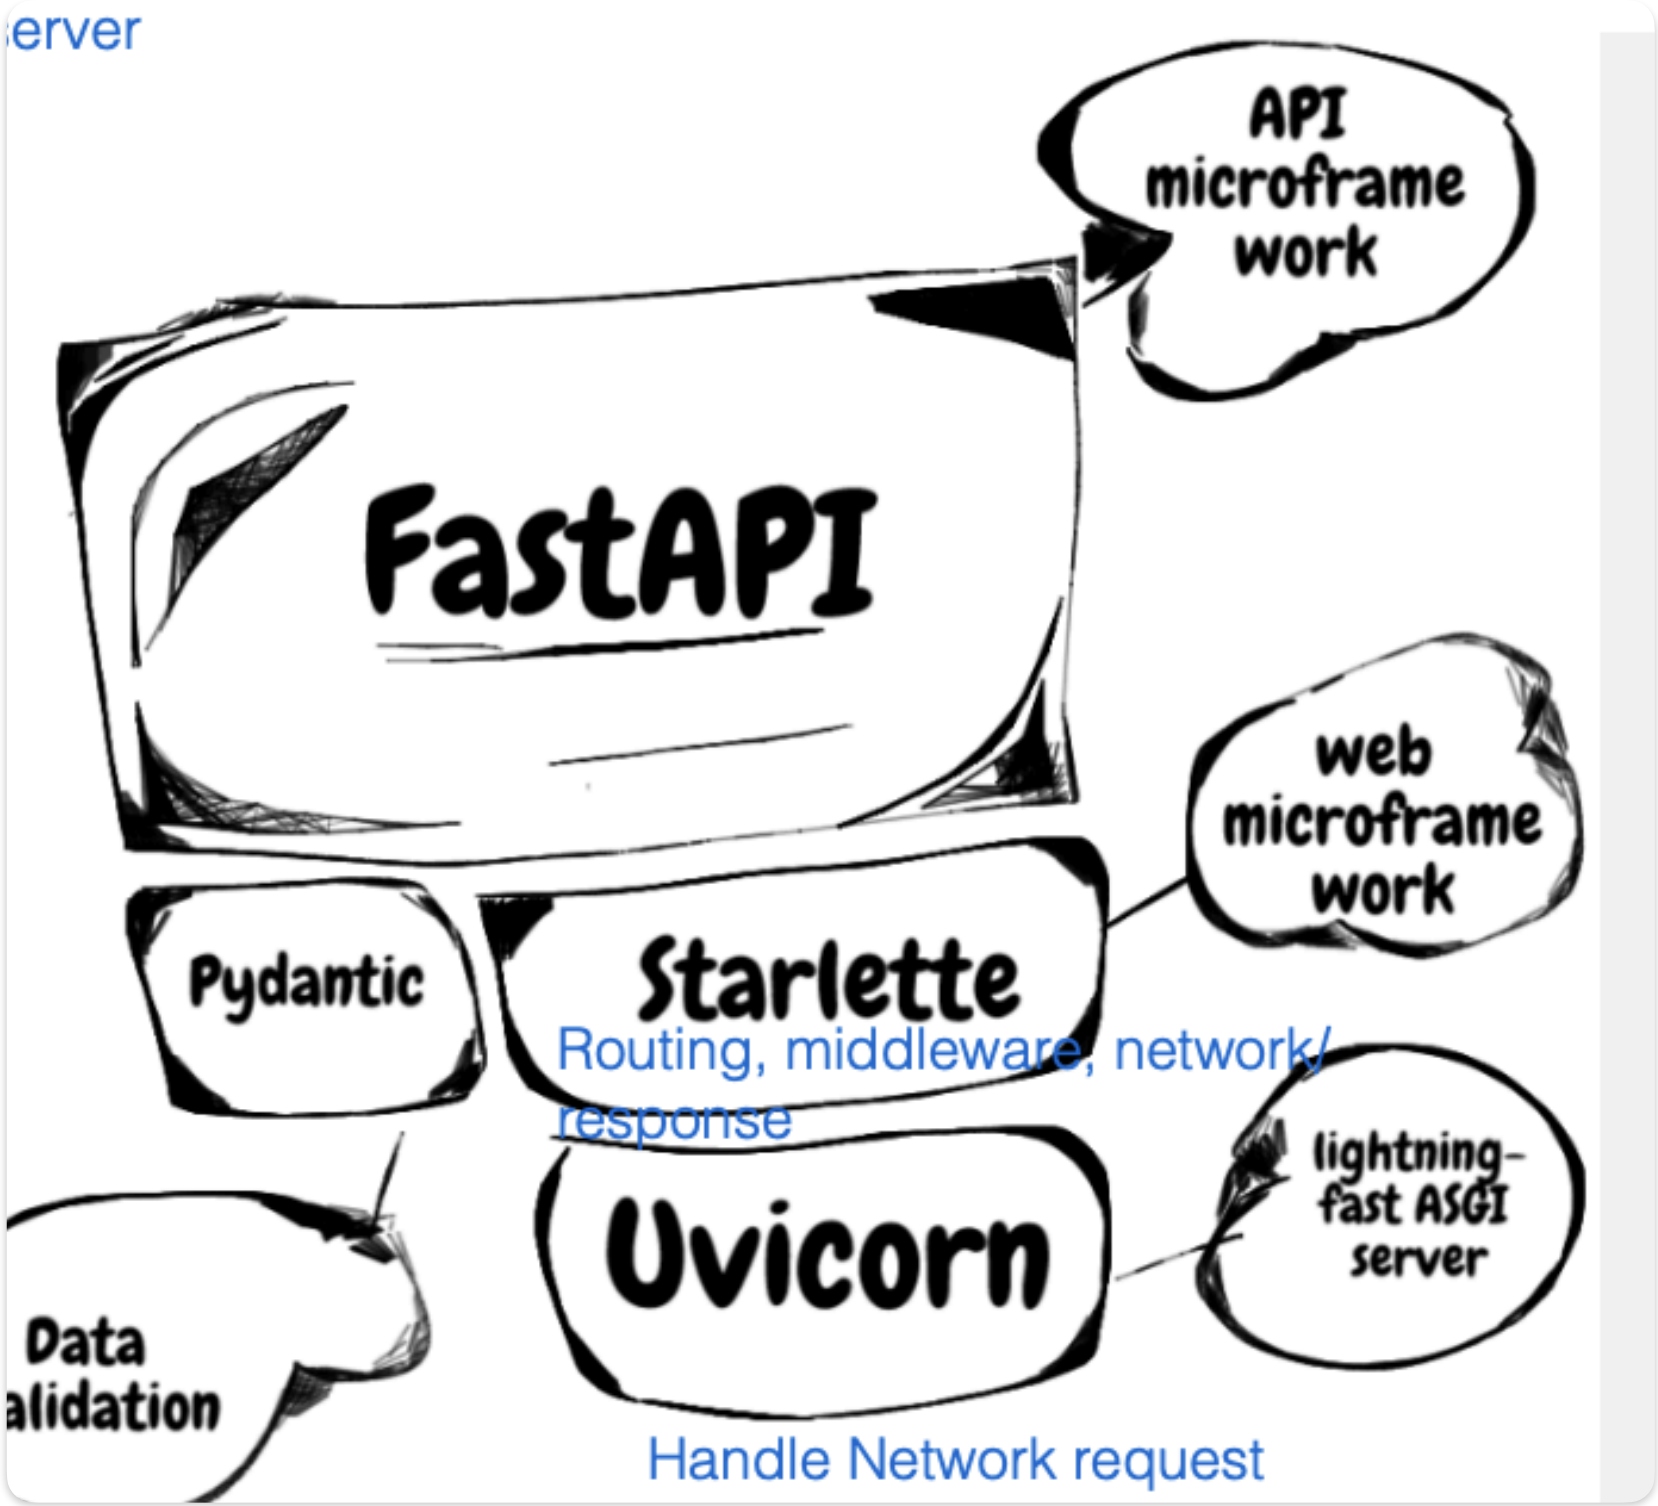 erver
API
microframe
work
FastAPI
web
microframe
work
Pydantic
Starlette
Routing, middleware, network/
response
lightning-
fast ASGI
server
Uvicorn
Data
alidation
Handle Network request